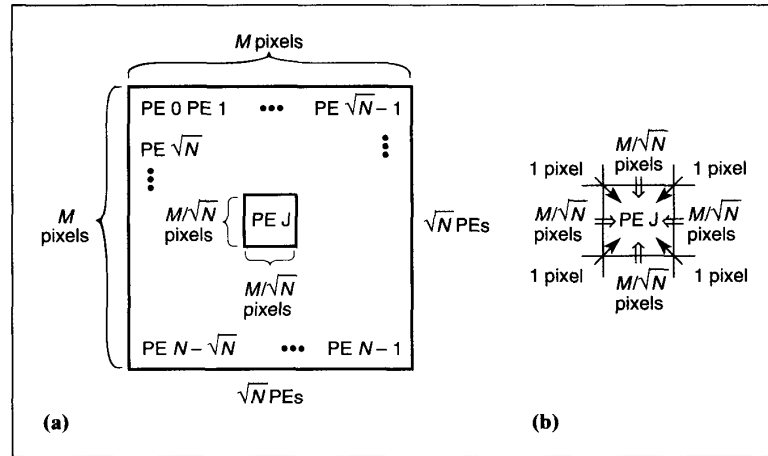 M pixels
PE 0 PE 1 ••• PE √N − 1
PE √N
M
pixels
M/√N
pixels
PE J
M/√N
pixels
√N PEs
PE N − √N ••• PE N − 1
√N PEs
(a)
M/√N
pixels
1 pixel
1 pixel
M/√N
pixels
PE J
M/√N
pixels
1 pixel
M/√N
pixels
1 pixel
(b)